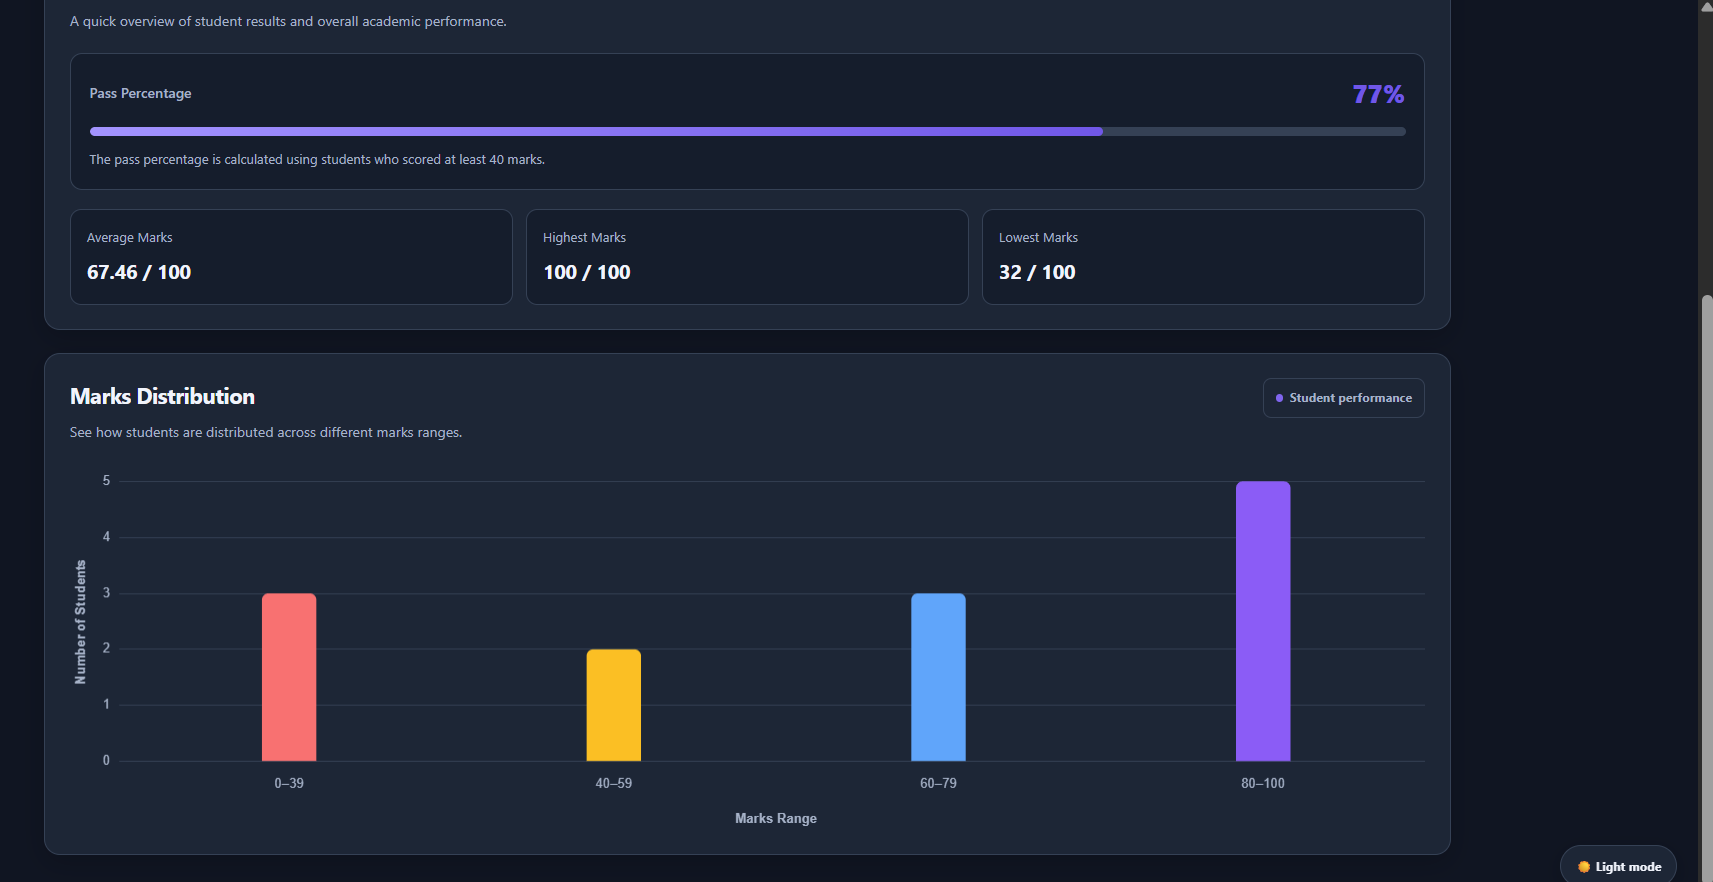 A quick overview of student results and overall academic performance.
Pass Percentage
77%
The pass percentage is calculated using students who scored at least 40 marks.
Average Marks
67.46 / 100
Highest Marks
100 / 100
Lowest Marks
32 / 100
Marks Distribution
Student performance
See how students are distributed across different marks ranges.
Number of Students
5
4
3
2
1
0
0–39
40–59
60–79
80–100
Marks Range
Light mode